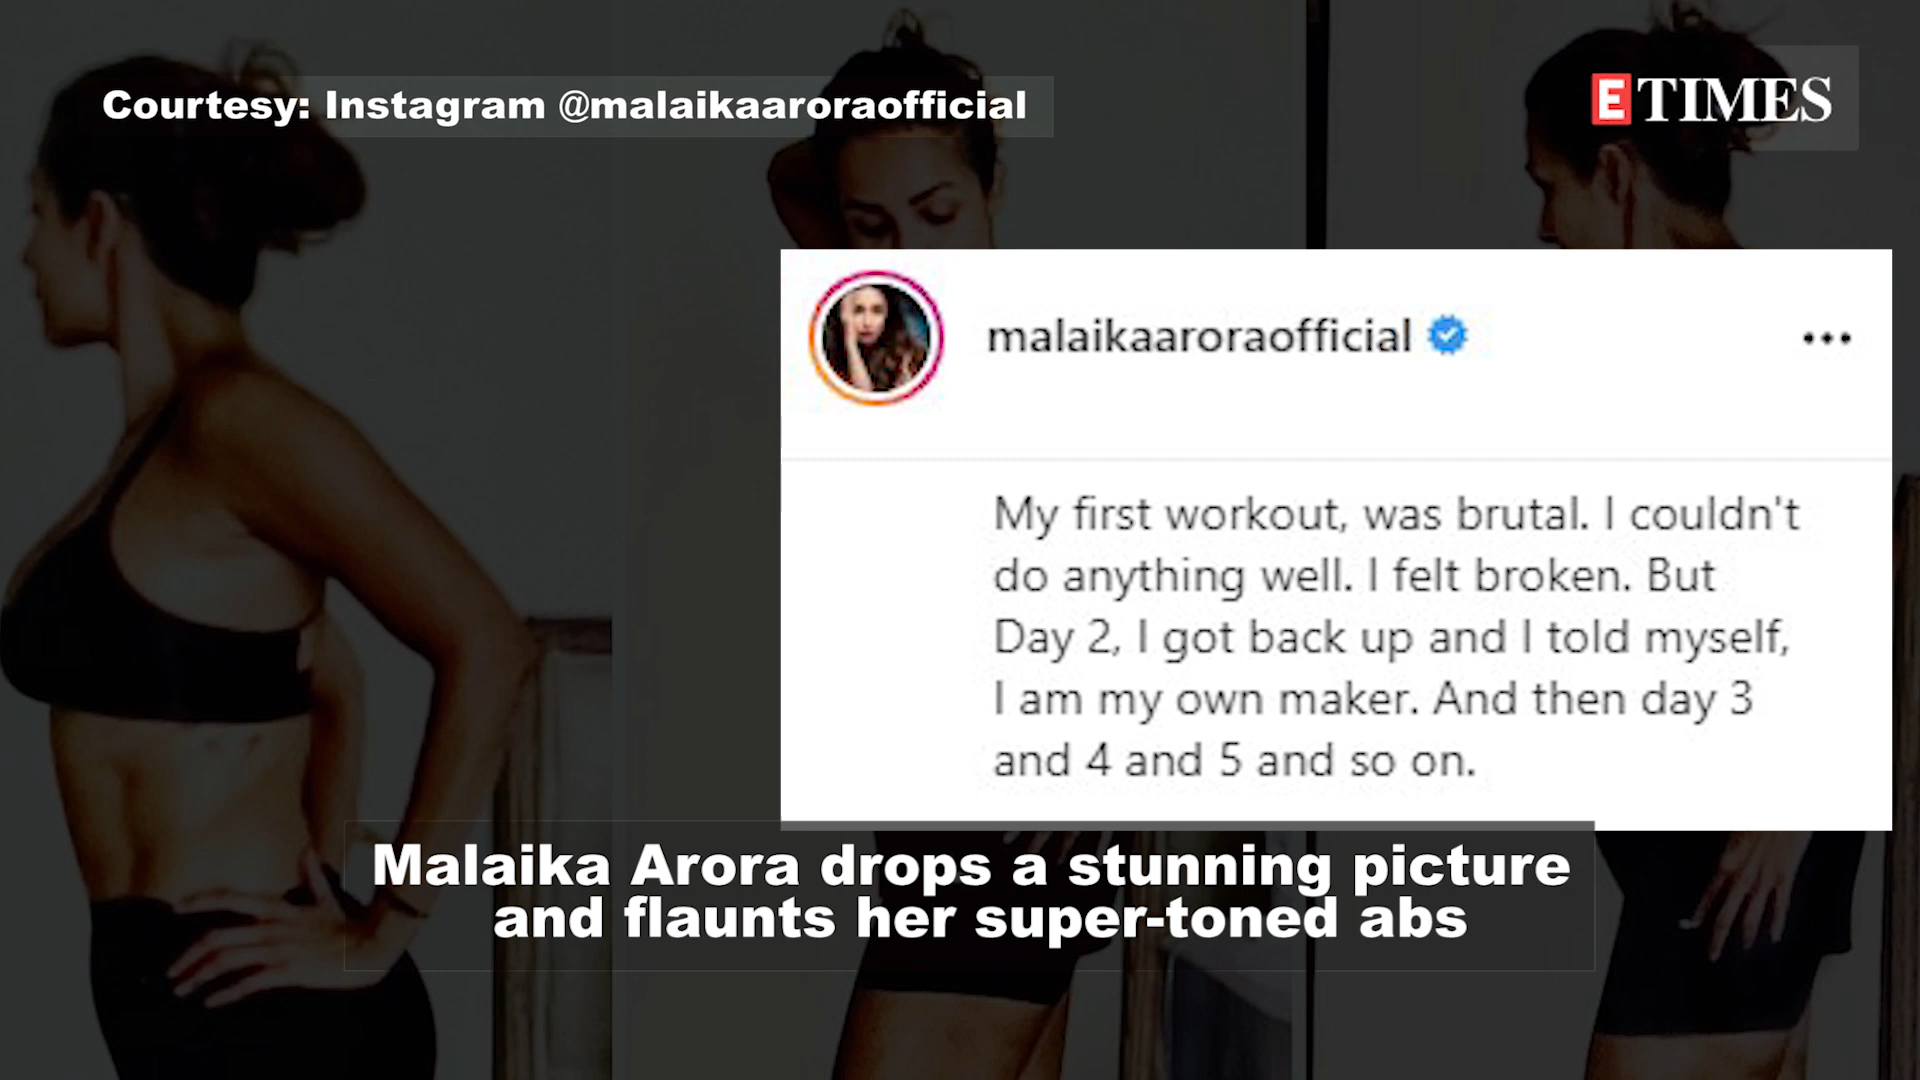 Courtesy: Instagram @malaikaaroraofficial
ETIMES
malaikaaroraofficial
My first workout, was brutal. I couldn't
do anything well. I felt broken. But
Day 2, I got back up and I told myself,
I am my own maker. And then day 3
and 4 and 5 and so on.
Malaika Arora drops a stunning picture
and flaunts her super-toned abs